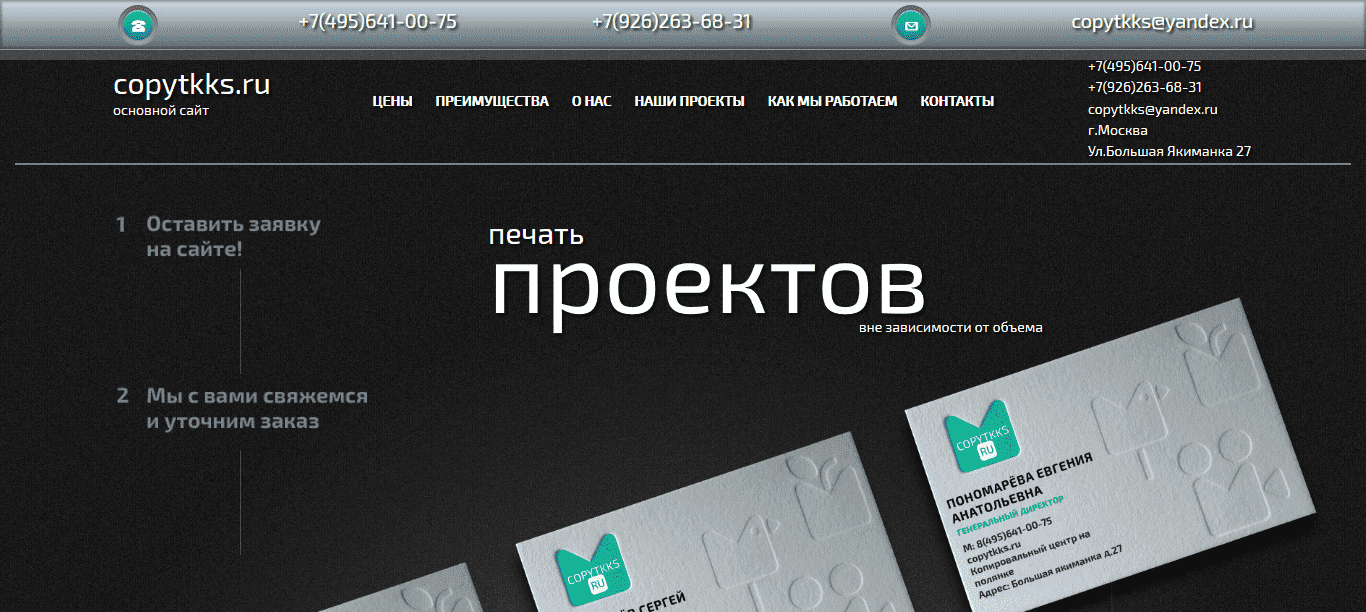 +7(495)641-00-75
+7(926)263-68-31
copytkks@yandex.ru
copytkks.ru
основной сайт
ЦЕНЫ
ПРЕИМУЩЕСТВА
О НАС
НАШИ ПРОЕКТЫ
КАК МЫ РАБОТАЕМ
КОНТАКТЫ
+7(495)641-00-75
+7(926)263-68-31
copytkks@yandex.ru
г.Москва
Ул.Большая Якиманка 27
1 Оставить заявку
на сайте!
2 Мы с вами свяжемся
и уточним заказ
печать
проектов
вне зависимости от объема
COPYTKKS
RU
ПОНОМАРЁВА ЕВГЕНИЯ
АНАТОЛЬЕВНА
ГЕНЕРАЛЬНЫЙ ДИРЕКТОР
М: 8(495)641-00-75
copytkks.ru
Копировальный центр на
полянке
Адрес: Большая якиманка д.27
COPYTKKS
RU
СЕРГЕЙ